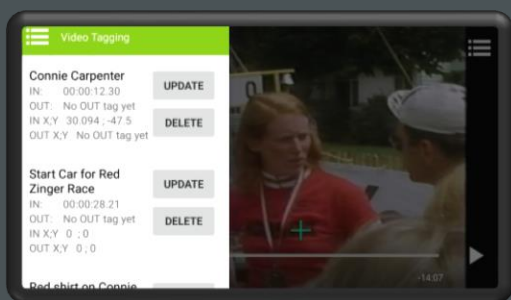 Video Tagging
Connie Carpenter
IN: 00:00:12.30
OUT: No OUT tag yet
IN X;Y 30.094 ; -47.5
OUT X;Y No OUT tag yet
UPDATE
DELETE
Start Car for Red
Zinger Race
IN: 00:00:28.21
OUT: No OUT tag yet
IN X;Y 0 ; 0
OUT X;Y 0 ; 0
UPDATE
DELETE
Red shirt on Connie
0
-14:07